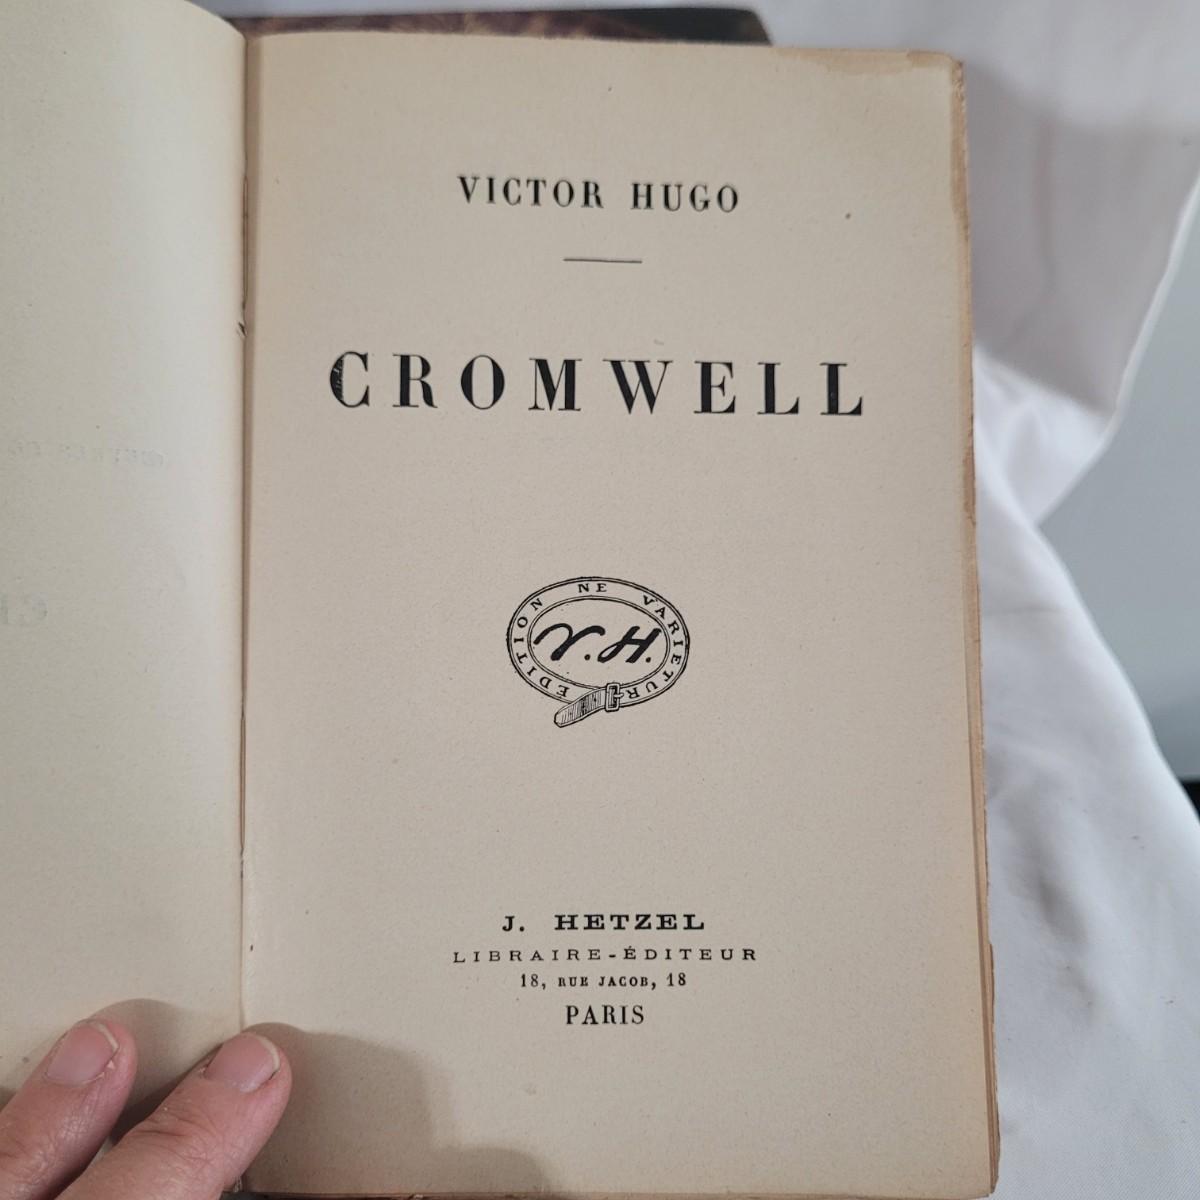 VICTOR HUGO
CROMWELL
EDITION NE VARIETUR
V.H.
J. HETZEL
LIBRAIRE-ÉDITEUR
18, RUE JACOB, 18
PARIS